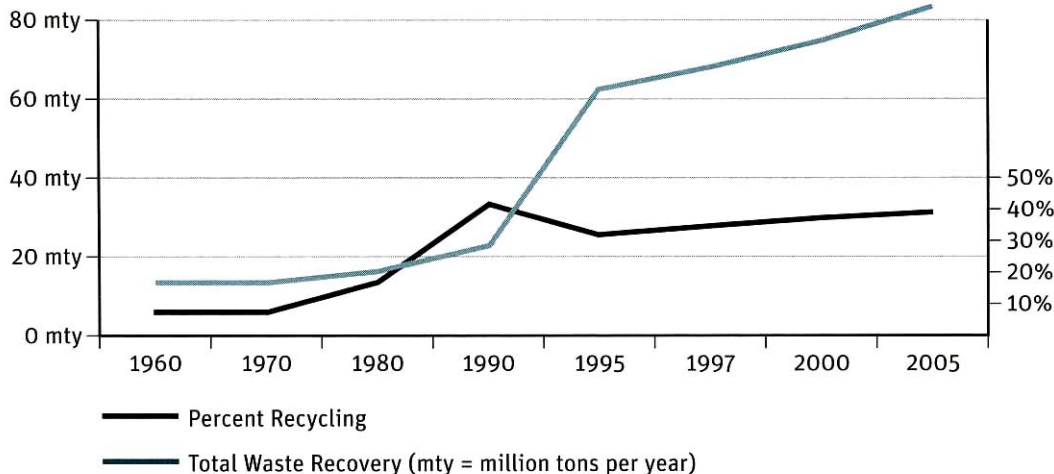 80 mty
60 mty
40 mty
20 mty
0 mty
50%
40%
30%
20%
10%
1960 1970 1980 1990 1995 1997 2000 2005
Percent Recycling
Total Waste Recovery (mty = million tons per year)